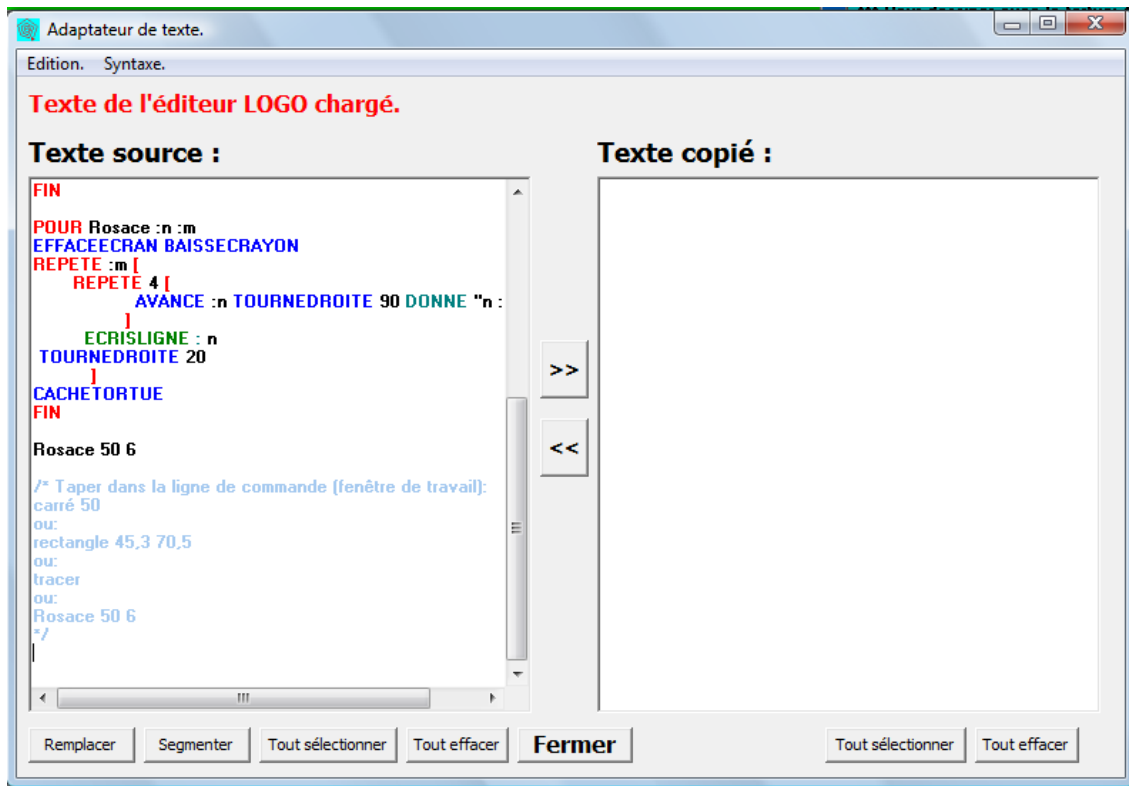 Adaptateur de texte.
Edition. Syntaxe.
Texte de l'éditeur LOGO chargé.
Texte source :
FIN
POUR Rosace :n :m
EFFACEECRAN BAISSECRAYON
REPETE :m [
REPETE 4 [
AVANCE :n TOURNEDROITE 90 DONNE "n :
]
ECRISLIGNE : n
TOURNEDROITE 20
]
CACHETORTUE
FIN
Rosace 50 6
/* Taper dans la ligne de commande (fenêtre de travail):
carré 50
ou:
rectangle 45,3 70,5
ou:
tracer
ou:
Rosace 50 6
*/
>>
<<
Texte copié :
Remplacer Segmenter Tout sélectionner Tout effacer Fermer Tout sélectionner Tout effacer